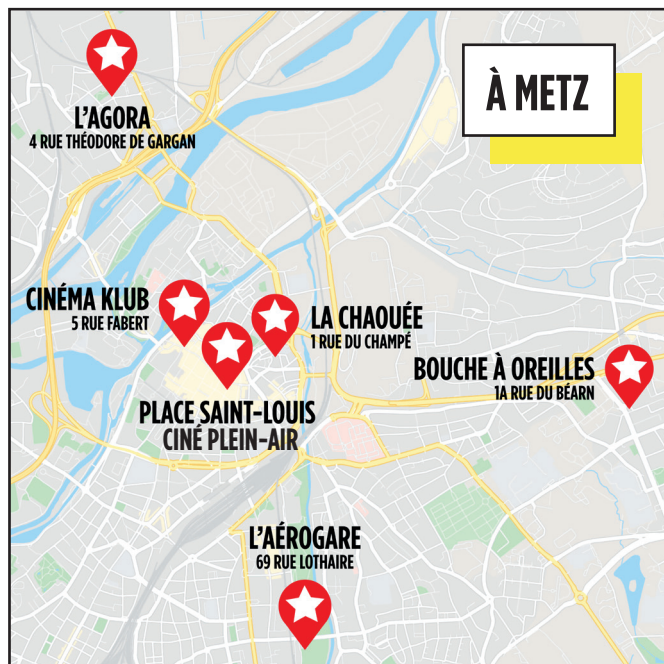 À METZ
L'AGORA
4 RUE THÉODORE DE GARGAN
CINÉMA KLUB
5 RUE FABERT
LA CHAOUÉE
1 RUE DU CHAMPÉ
BOUCHE À OREILLES
1A RUE DU BÉARN
PLACE SAINT-LOUIS
CINÉ PLEIN-AIR
L'AÉROGARE
69 RUE LOTHAIRE